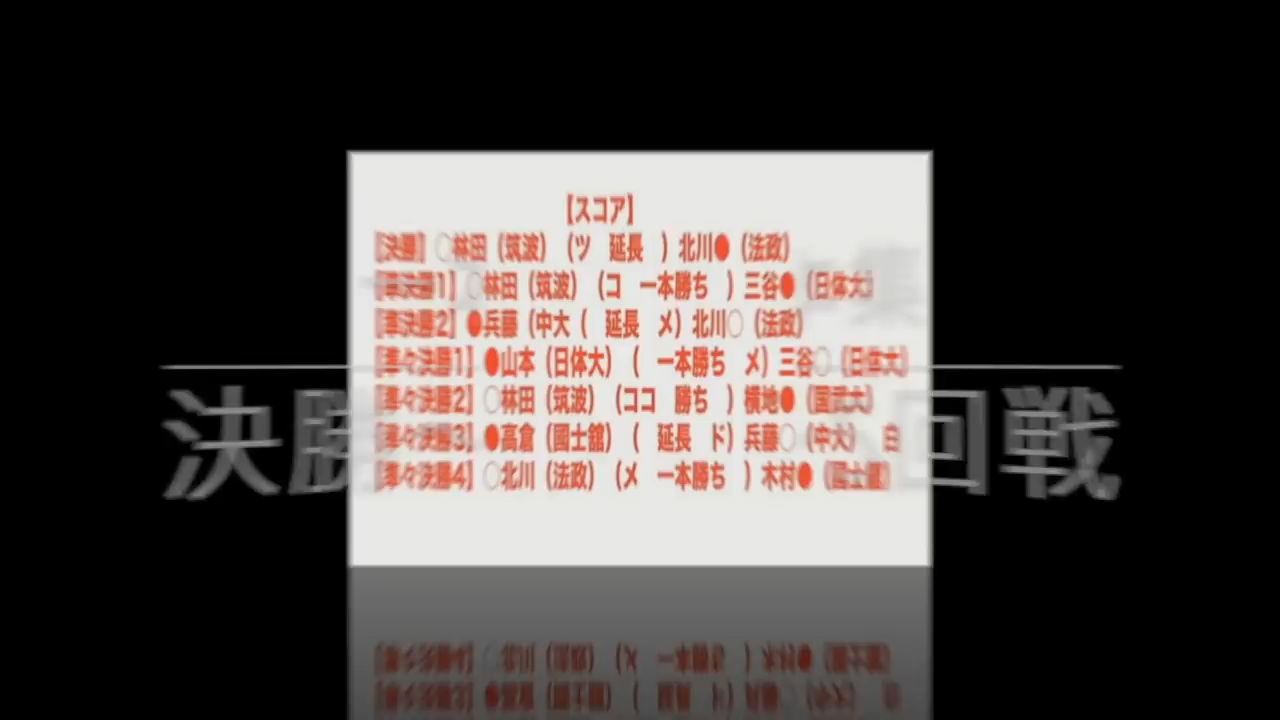 【スコア】
[決勝] ○林田（筑波）（ツ　延長　）北川●（法政）
[準決勝1] ○林田（筑波）（コ　一本勝ち　）三谷●（日体大）
[準決勝2] ●兵藤（中大（　延長　メ）北川○（法政）
[準々決勝1] ●山本（日体大）（　一本勝ち　メ）三谷○（日体大）
[準々決勝2] ○林田（筑波）（ココ　勝ち　）横地●（国武大）
[準々決勝3] ●高倉（國士舘）（　延長　ド）兵藤○（中大）　白
[準々決勝4] ○北川（法政）（メ　一本勝ち　）木村●（國士舘）
決勝 回戦